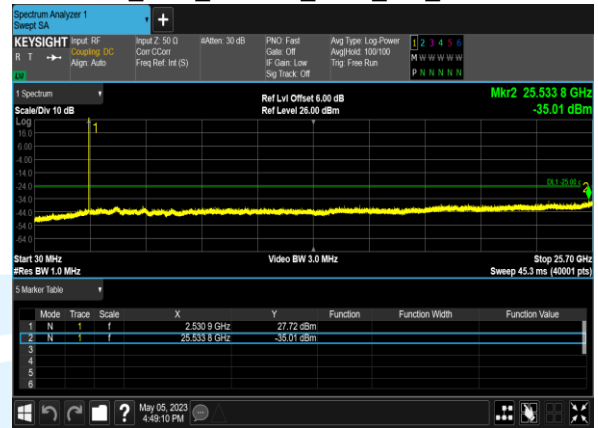 Spectrum Analyzer 1
Swept SA
KEYSIGHT Input: RF Input Z: 50 Ω #Atten: 30 dB PNO: Fast Avg Type: Log-Power 1 2 3 4 5 6
R T Coupling: DC Corr CCorr Gate: Off Avg|Hold: 100/100 M W W W W W
Align: Auto Freq Ref: Int (S) IF Gain: Low Trig: Free Run
Sig Track: Off P N N N N N
1 Spectrum
Ref Lvl Offset 6.00 dB Mkr2 25.533 8 GHz
Scale/Div 10 dB Ref Level 26.00 dBm -35.01 dBm
Log
1
16.0
6.00
-4.00
-14.0
-24.0
-34.0
-44.0
-54.0
-64.0
Start 30 MHz Video BW 3.0 MHz Stop 25.70 GHz
#Res BW 1.0 MHz Sweep 45.3 ms (40001 pts)
5 Marker Table
Mode Trace Scale X Y Function Function Width Function Value
1 N 1 f 2.530 9 GHz 27.72 dBm
2 N 1 f 25.533 8 GHz -35.01 dBm
3
4
5
6
May 05, 2023
4:49:10 PM